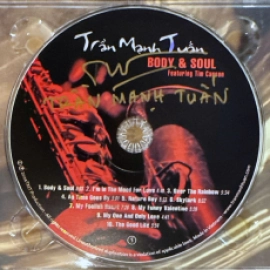 Trần Mạnh Tuấn
BODY & SOUL
Featuring Tim
TRẦN MẠNH TUẤN
1. Body & Soul 2. I'm In The Mood For Love 3. Over The Rainbow
4. As Time Goes By 5. Nature Boy 6. Skylark
7. My Foolish Heart 8. My Funny Valentine
9. My One And Only Love
10. The Good Life
1